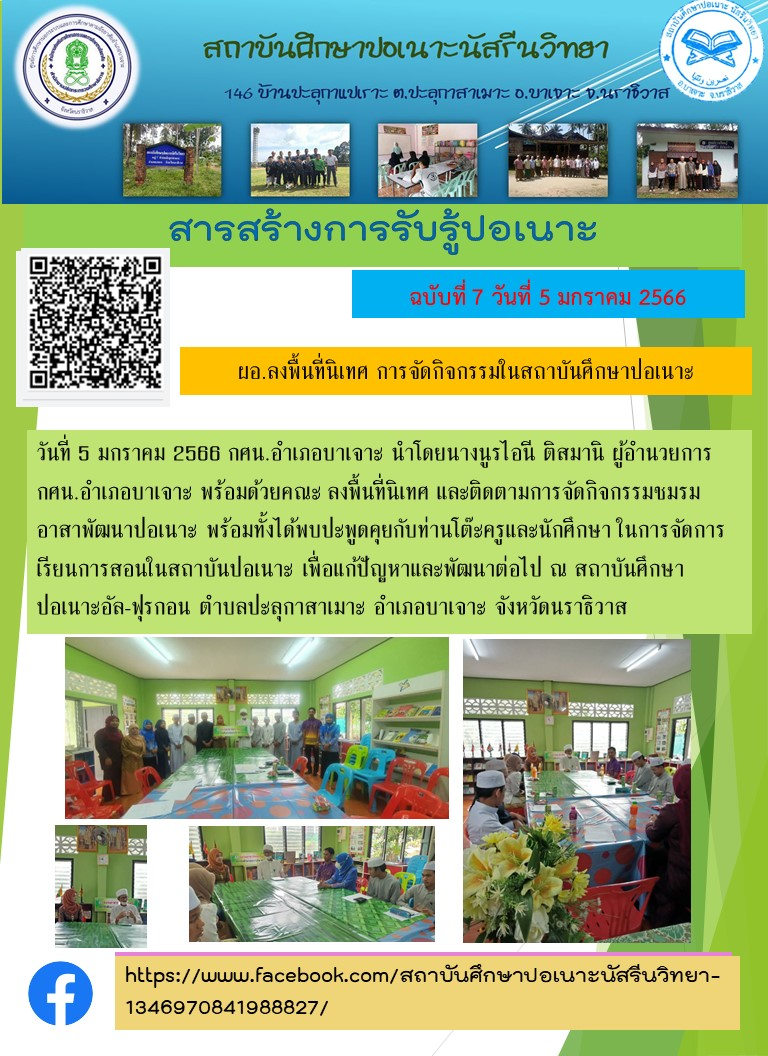 สถาบันศึกษาปอเนาะนัสรีนวิทยา
146 บ้านปะลุกาแปเราะ ต.ปะลุกาสาเมาะ อ.บาเจาะ จ.นราธิวาส
สารสร้างการรับรู้ปอเนาะ
ฉบับที่ 7 วันที่ 5 มกราคม 2566
ผอ.ลงพื้นที่นิเทศ การจัดกิจกรรมในสถาบันศึกษาปอเนาะ
วันที่ 5 มกราคม 2566 กศน.อำเภอบาเจาะ นำโดยนางนูรไอนี ดิสมานิ ผู้อำนวยการ
กศน.อำเภอบาเจาะ พร้อมด้วยคณะ ลงพื้นที่นิเทศ และติดตามการจัดกิจกรรมชมรม
อาสาพัฒนาปอเนาะ พร้อมทั้งได้พบปะพูดคุยกับท่านโต๊ะครูและนักศึกษา ในการจัดการ
เรียนการสอนในสถาบันปอเนาะ เพื่อแก้ปัญหาและพัฒนาต่อไป ณ สถาบันศึกษา
ปอเนาะอัล-ฟุรกอน ตำบลปะลุกาสาเมาะ อำเภอบาเจาะ จังหวัดนราธิวาส
https://www.facebook.com/สถาบันศึกษาปอเนาะนัสรีนวิทยา-
1346970841988827/